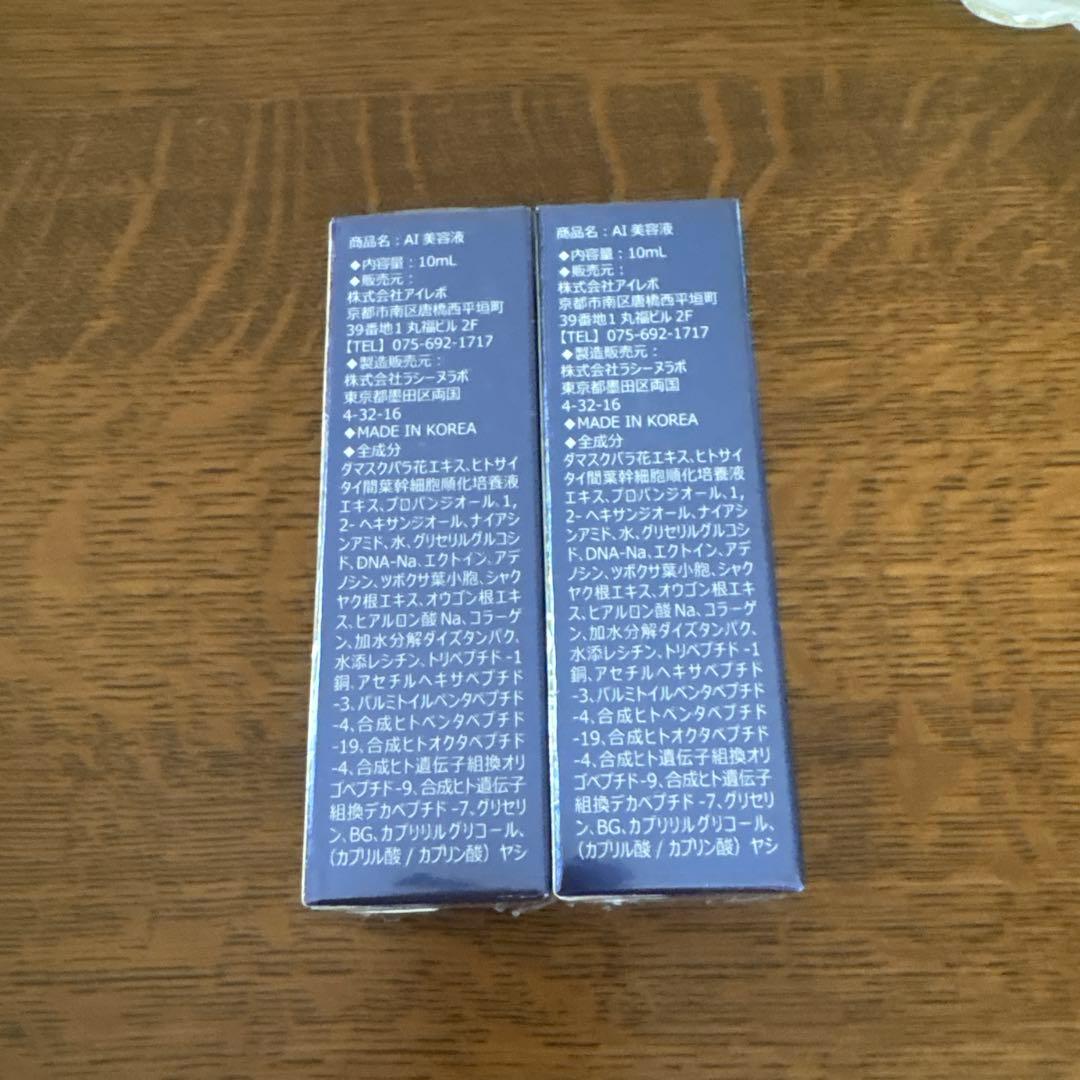 商品名：AI 美容液
◆内容量：10mL
◆販売元：
株式会社アイレボ
京都市南区唐橋西平垣町
39番地1 丸福ビル 2F
【TEL】075-692-1717
◆製造販売元：
株式会社ラシーヌラボ
東京都墨田区両国
4-32-16
◆MADE IN KOREA
◆全成分
ダマスクバラ花エキス、ヒトサイ
タイ間葉幹細胞順化培養液
エキス、プロパンジオール、1,
2-ヘキサンジオール、ナイアシ
ンアミド、水、グリセリルグルコシ
ド、DNA-Na、エクトイン、アデ
ノシン、ツボクサ葉小胞、シャク
ヤク根エキス、オウゴン根エキ
ス、ヒアルロン酸Na、コラーゲ
ン、加水分解ダイズタンパク、
水添レシチン、トリペプチド-1
銅、アセチルヘキサペプチド
-3、パルミトイルペンタペプチド
-4、合成ヒトペンタペプチド
-19、合成ヒトオクタペプチド
-4、合成ヒト遺伝子組換オリ
ゴペプチド-9、合成ヒト遺伝子
組換デカペプチド-7、グリセリ
ン、BG、カプリリルグリコール、
（カプリル酸 / カプリン酸）ヤシ
商品名：AI 美容液
◆内容量：10mL
◆販売元：
株式会社アイレボ
京都市南区唐橋西平垣町
39番地1 丸福ビル 2F
【TEL】075-692-1717
◆製造販売元：
株式会社ラシーヌラボ
東京都墨田区両国
4-32-16
◆MADE IN KOREA
◆全成分
ダマスクバラ花エキス、ヒトサイ
タイ間葉幹細胞順化培養液
エキス、プロパンジオール、1,
2-ヘキサンジオール、ナイアシ
ンアミド、水、グリセリルグルコシ
ド、DNA-Na、エクトイン、アデ
ノシン、ツボクサ葉小胞、シャク
ヤク根エキス、オウゴン根エキ
ス、ヒアルロン酸Na、コラーゲ
ン、加水分解ダイズタンパク、
水添レシチン、トリペプチド-1
銅、アセチルヘキサペプチド
-3、パルミトイルペンタペプチド
-4、合成ヒトペンタペプチド
-19、合成ヒトオクタペプチド
-4、合成ヒト遺伝子組換オリ
ゴペプチド-9、合成ヒト遺伝子
組換デカペプチド-7、グリセリ
ン、BG、カプリリルグリコール、
（カプリル酸 / カプリン酸）ヤシ